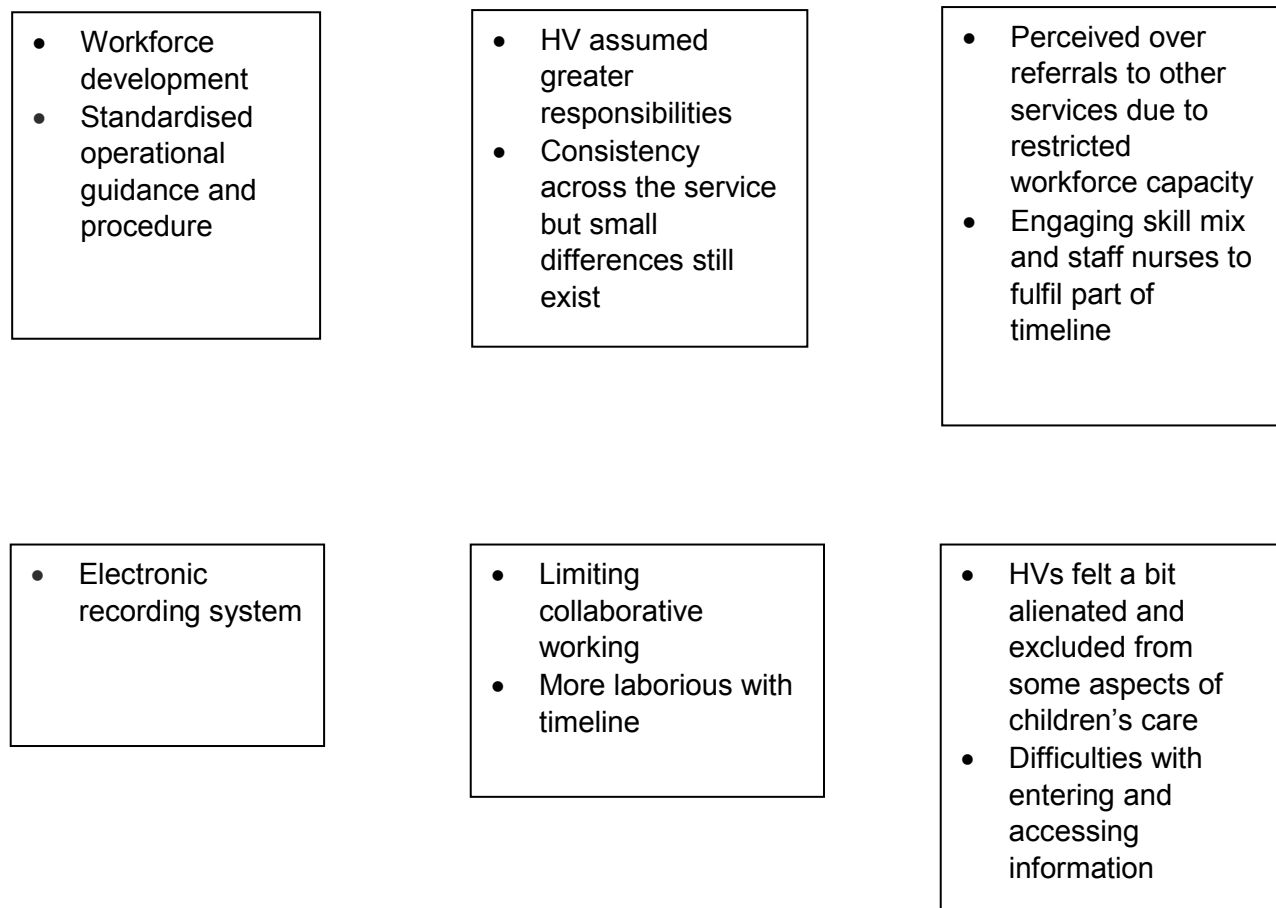 • Workforce
development
• Standardised
operational
guidance and
procedure
• HV assumed
greater
responsibilities
• Consistency
across the service
but small
differences still
exist
• Perceived over
referrals to other
services due to
restricted
workforce capacity
• Engaging skill mix
and staff nurses to
fulfil part of
timeline
• Electronic
recording system
• Limiting
collaborative
working
• More laborious with
timeline
• HVs felt a bit
alienated and
excluded from
some aspects of
children’s care
• Difficulties with
entering and
accessing
information